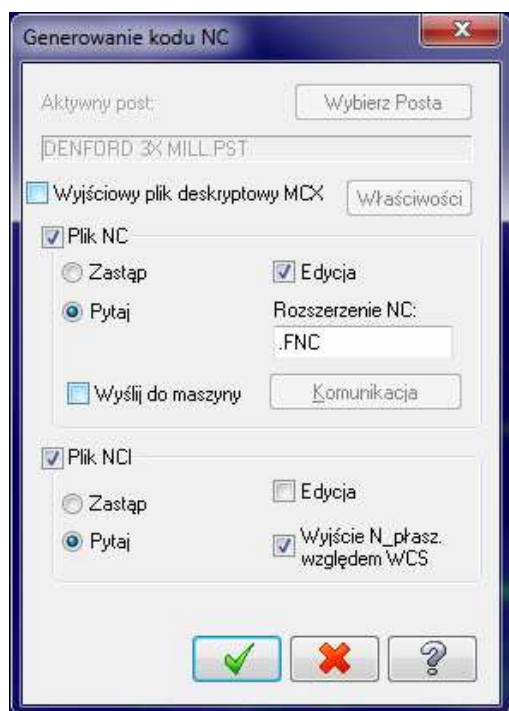 Generowanie kodu NC
Aktywny post:
Wybierz Posta
DENFORD 3X MILL.PST
Wyjściowy plik deskryptowy MCX
Właściwości
Plik NC
Zastąp
Edycja
Pytaj
Rozszerzenie NC:
.FNC
Wyślij do maszyny
Komunikacja
Plik NCI
Zastąp
Edycja
Pytaj
Wyjście N_płasz.
względem WCS